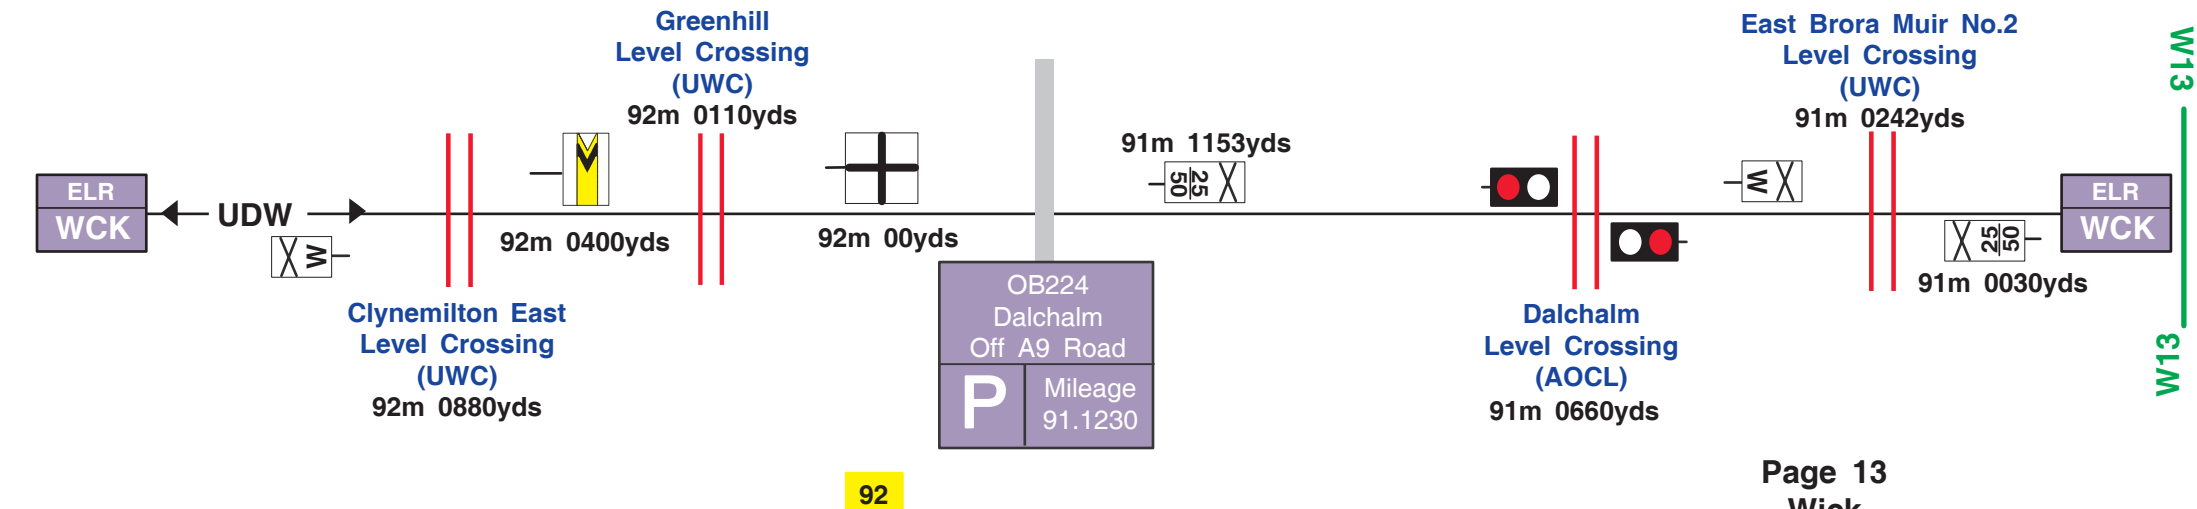 Greenhill
Level Crossing
(UWC)
92m 0110yds
East Brora Muir No.2
Level Crossing
(UWC)
91m 0242yds
W13
91m 1153yds
25
50
W
ELR
WCK
UDW
W
92m 0400yds
92m 00yds
ELR
WCK
25
50
91m 0030yds
Clynemilton East
Level Crossing
(UWC)
92m 0880yds
OB224
Dalchalm
Off A9 Road
P
Mileage
91.1230
Dalchalm
Level Crossing
(AOCL)
91m 0660yds
W13
92
Page 13
Wick